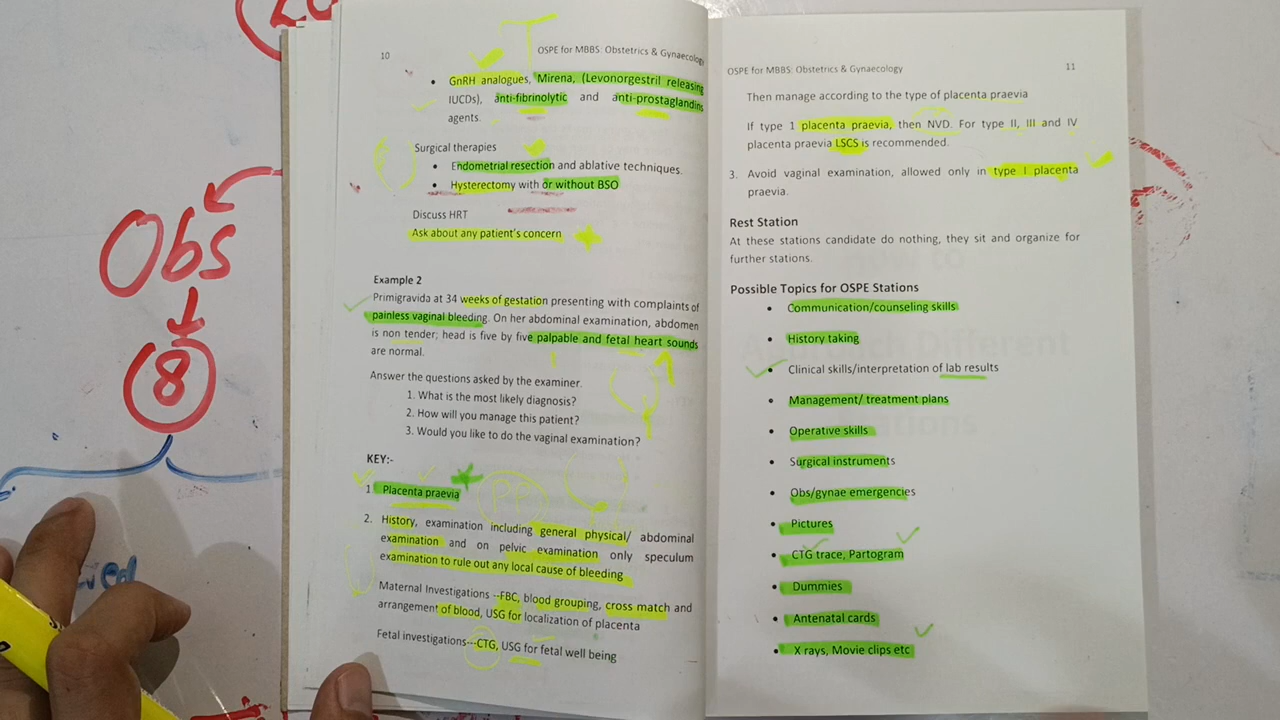 10
OSPE for MBBS: Obstetrics & Gynaecology
• GnRH analogues, Mirena, (Levonorgestril releasing
IUCDs), anti-fibrinolytic and anti-prostaglandins
agents.
Surgical therapies
• Endometrial resection and ablative techniques.
• Hysterectomy with or without BSO
Discuss HRT
Ask about any patient's concern
Example 2
Primigravida at 34 weeks of gestation presenting with complaints of
painless vaginal bleeding. On her abdominal examination, abdomen
is non tender; head is five by five palpable and fetal heart sounds
are normal.
Answer the questions asked by the examiner.
1. What is the most likely diagnosis?
2. How will you manage this patient?
3. Would you like to do the vaginal examination?
KEY:-
1. Placenta praevia
PP
2. History, examination including general physical/ abdominal
examination and on pelvic examination only speculum
examination to rule out any local cause of bleeding
Maternal Investigations --FBC, blood grouping, cross match and
arrangement of blood, USG for localization of placenta
Fetal investigations---CTG, USG for fetal well being
OSPE for MBBS: Obstetrics & Gynaecology
11
Then manage according to the type of placenta praevia
If type 1 placenta praevia, then NVD. For type II, III and IV
placenta praevia LSCS is recommended.
3. Avoid vaginal examination, allowed only in type I placenta
praevia.
Rest Station
At these stations candidate do nothing, they sit and organize for
further stations.
Possible Topics for OSPE Stations
• Communication/counseling skills
• History taking
• Clinical skills/interpretation of lab results
• Management/ treatment plans
• Operative skills
• Surgical instruments
• Obs/gynae emergencies
• Pictures
• CTG trace, Partogram
• Dummies
• Antenatal cards
• X rays, Movie clips etc
Obs
8